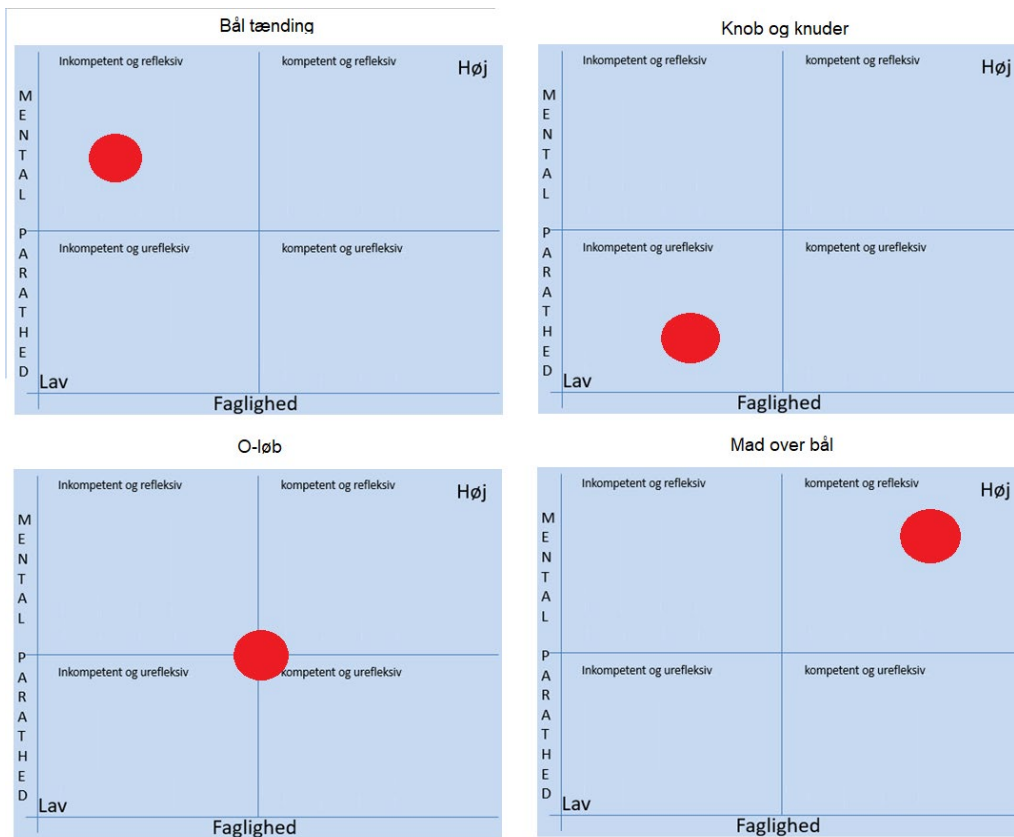 Bål tænding
Inkompetent og refleksiv
kompetent og refleksiv
Høj
MENTAL PARATHED
Inkompetent og urefleksiv
kompetent og urefleksiv
Lav
Faglighed
Knob og knuder
Inkompetent og refleksiv
kompetent og refleksiv
Høj
MENTAL PARATHED
Inkompetent og urefleksiv
kompetent og urefleksiv
Lav
Faglighed
O-løb
Inkompetent og refleksiv
kompetent og refleksiv
Høj
MENTAL PARATHED
Inkompetent og urefleksiv
kompetent og urefleksiv
Lav
Faglighed
Mad over bål
Inkompetent og refleksiv
kompetent og refleksiv
Høj
MENTAL PARATHED
Inkompetent og urefleksiv
kompetent og urefleksiv
Lav
Faglighed